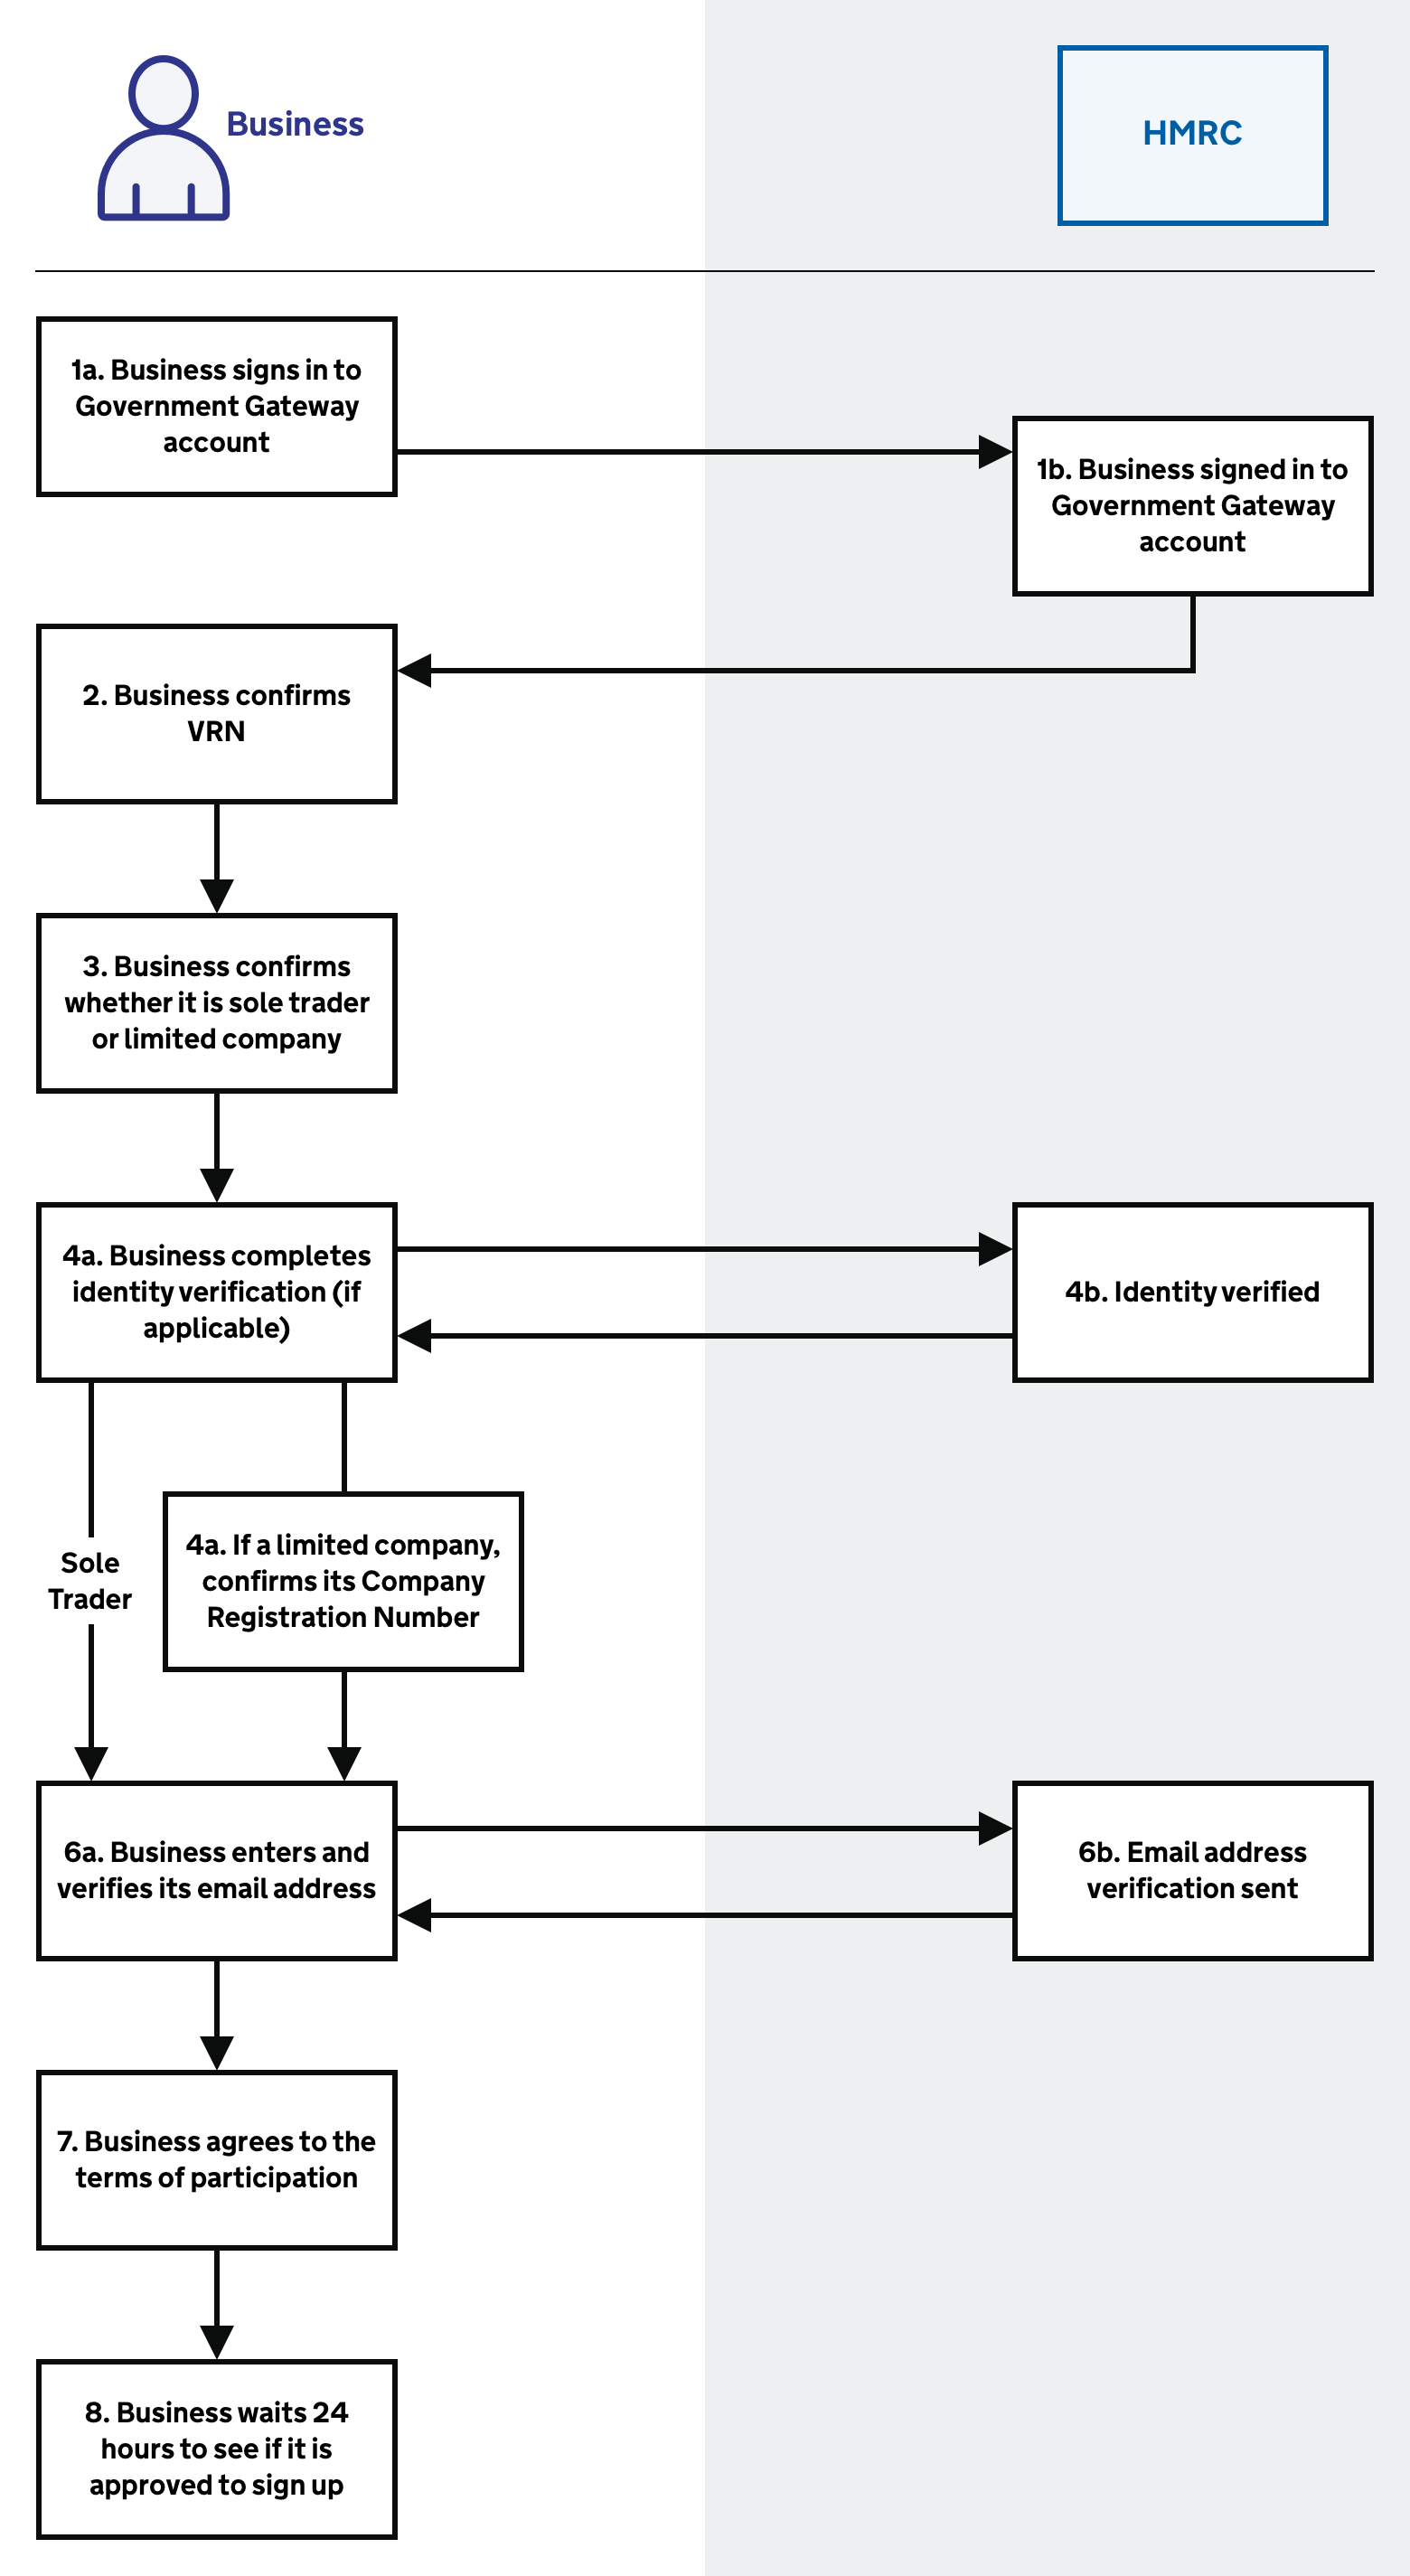 Business
HMRC
1a. Business signs in to
Government Gateway
account
1b. Business signed in to
Government Gateway
account
2. Business confirms
VRN
3. Business confirms
whether it is sole trader
or limited company
4a. Business completes
identity verification (if
applicable)
4b. Identity verified
Sole
Trader
4a. If a limited company,
confirms its Company
Registration Number
6a. Business enters and
verifies its email address
6b. Email address
verification sent
7. Business agrees to the
terms of participation
8. Business waits 24
hours to see if it is
approved to sign up